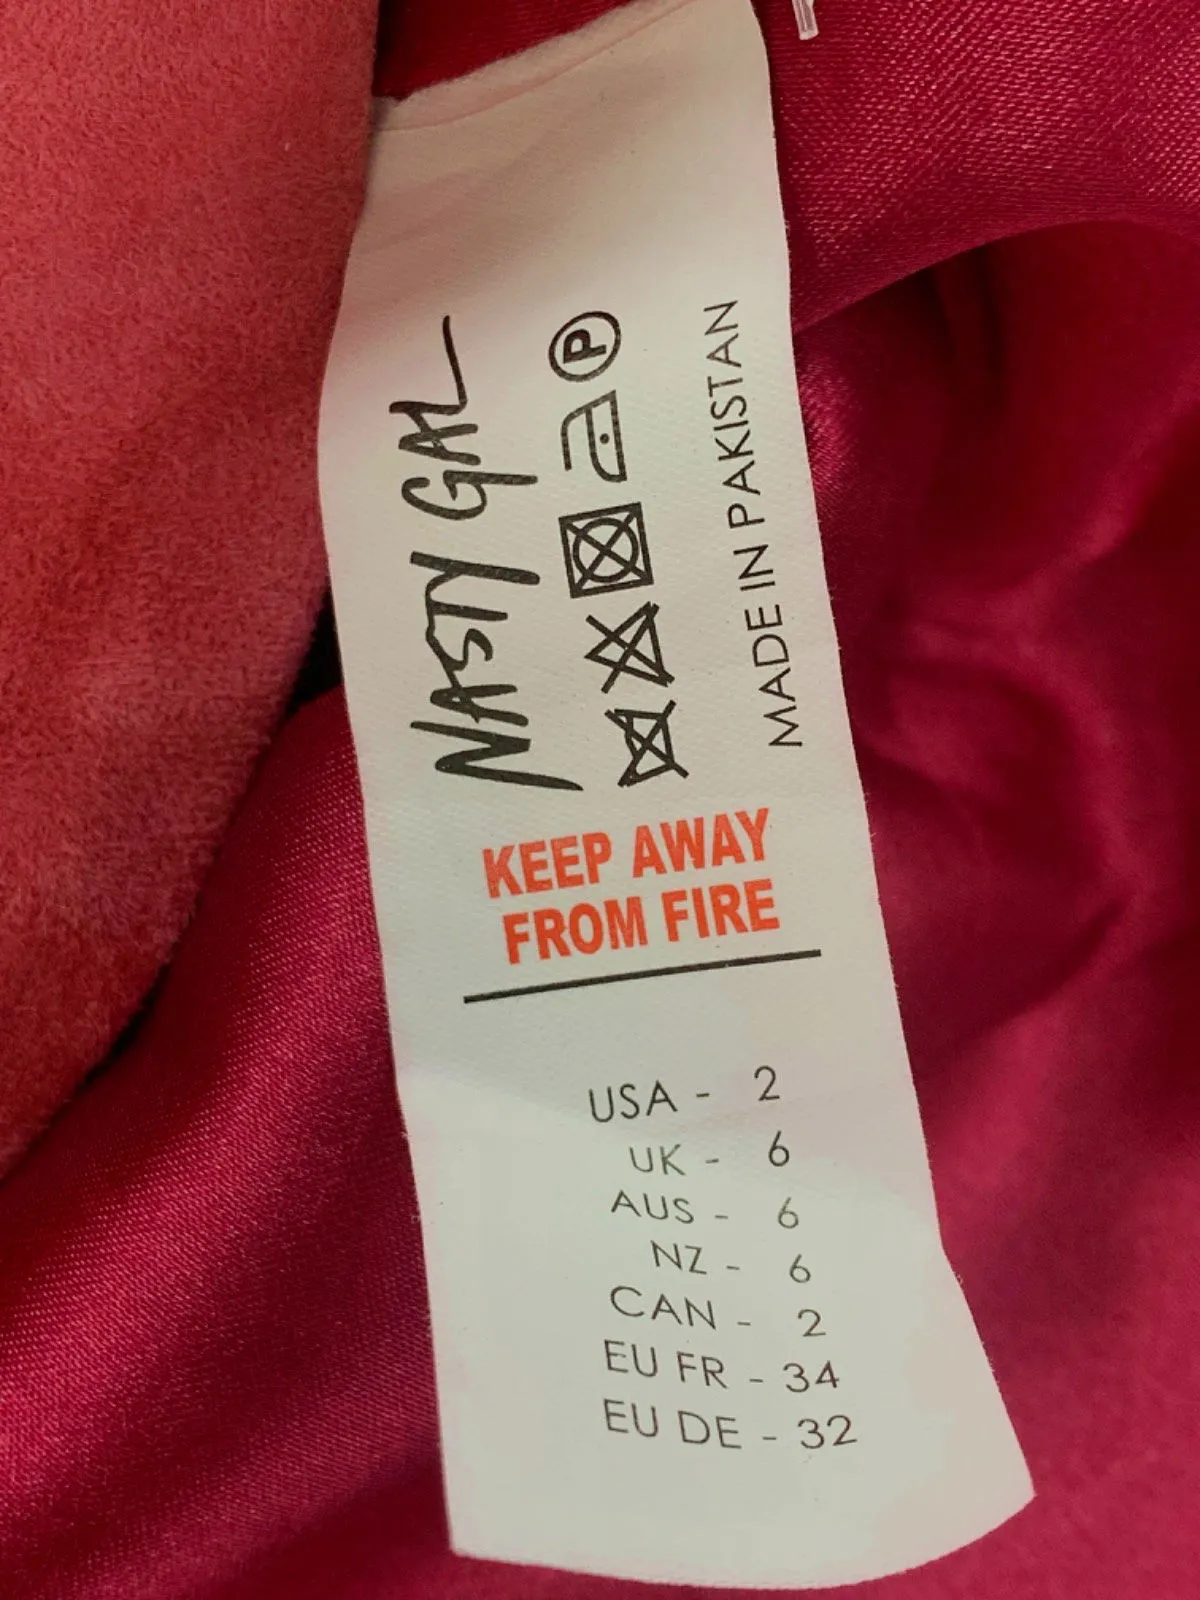 NASTY GAL
P
MADE IN PAKISTAN
KEEP AWAY
FROM FIRE
USA - 2
UK - 6
AUS - 6
NZ - 6
CAN - 2
EU FR - 34
EU DE - 32